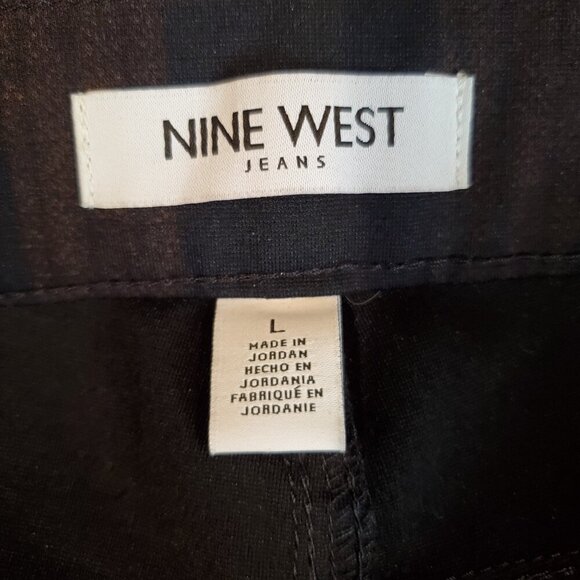 NINE WEST
JEANS
L
MADE IN
JORDAN
HECHO EN
JORDANIA
FABRIQUÉ EN
JORDANIE